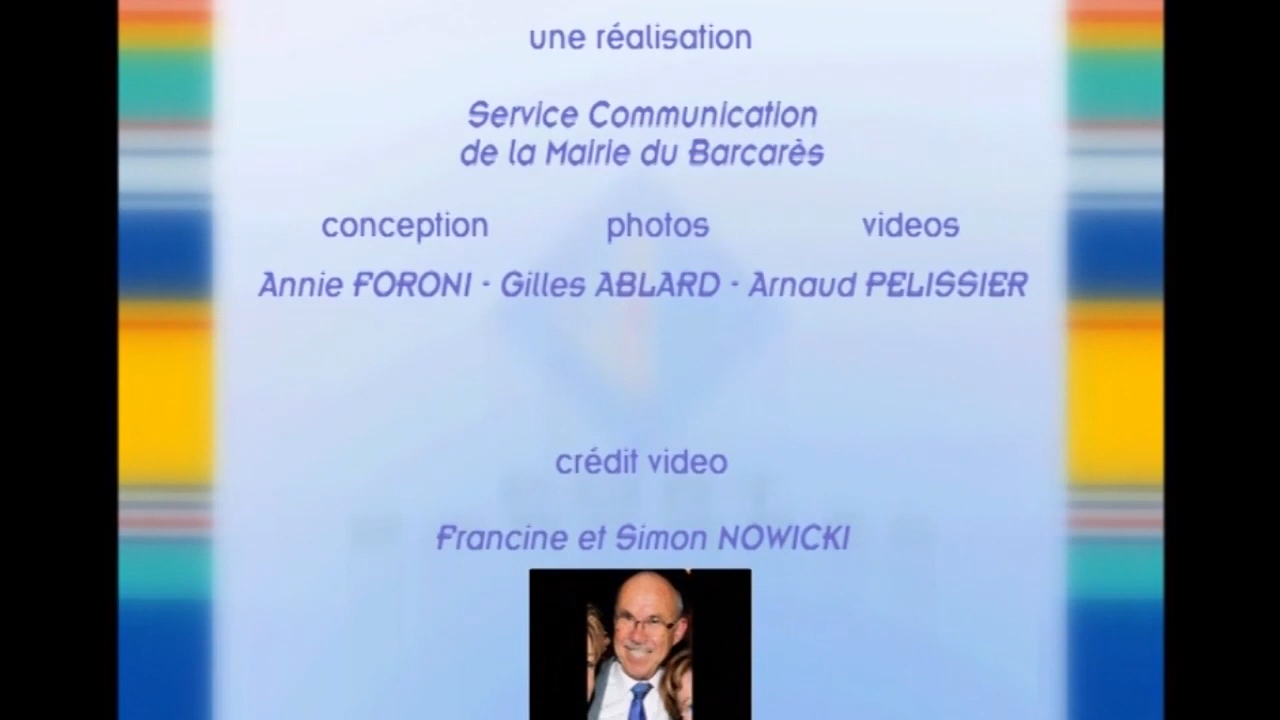 une réalisation
Service Communication
de la Mairie du Barcarès
conception photos videos
Annie FORONI - Gilles ABLARD - Arnaud PELISSIER
crédit video
Francine et Simon NOWICKI